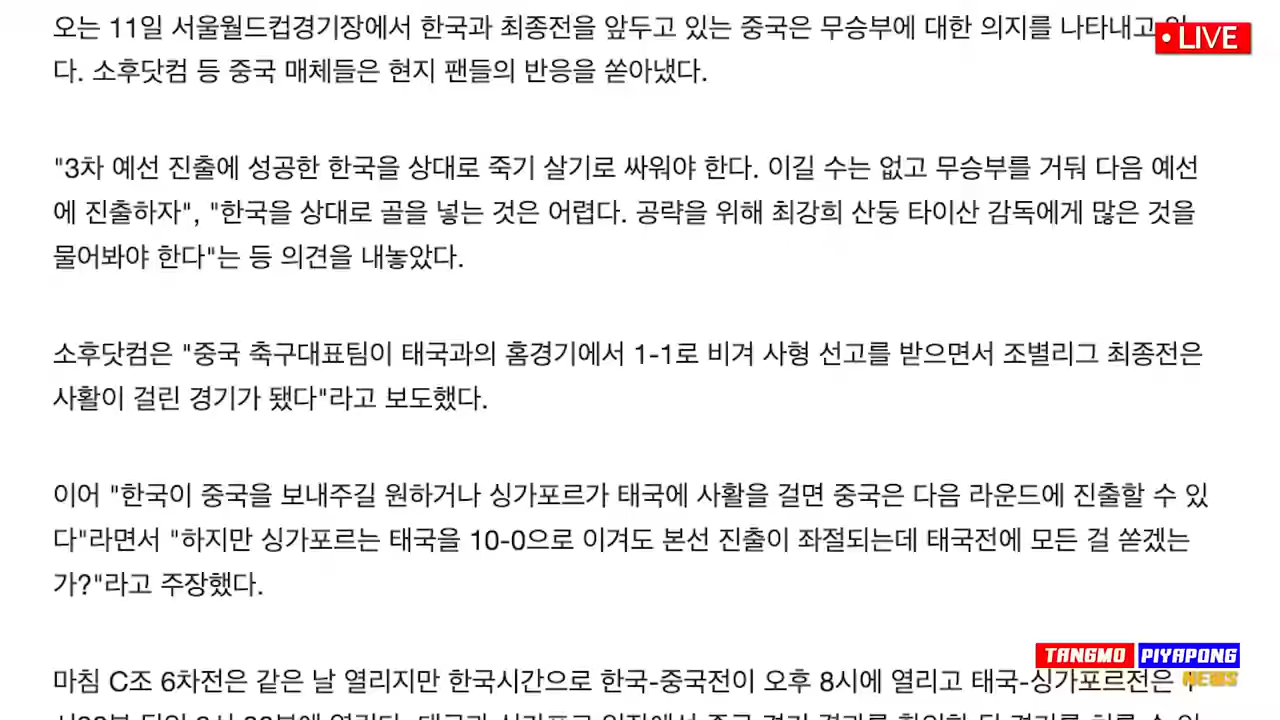 오는 11일 서울월드컵경기장에서 한국과 최종전을 앞두고 있는 중국은 무승부에 대한 의지를 나타내고
LIVE
다. 소후닷컴 등 중국 매체들은 현지 팬들의 반응을 쏟아냈다.
"3차 예선 진출에 성공한 한국을 상대로 죽기 살기로 싸워야 한다. 이길 수는 없고 무승부를 거둬 다음 예선
에 진출하자", "한국을 상대로 골을 넣는 것은 어렵다. 공략을 위해 최강희 산둥 타이산 감독에게 많은 것을
물어봐야 한다"는 등 의견을 내놓았다.
소후닷컴은 "중국 축구대표팀이 태국과의 홈경기에서 1-1로 비겨 사형 선고를 받으면서 조별리그 최종전은
사활이 걸린 경기가 됐다"라고 보도했다.
이어 "한국이 중국을 보내주길 원하거나 싱가포르가 태국에 사활을 걸면 중국은 다음 라운드에 진출할 수 있
다"라면서 "하지만 싱가포르는 태국을 10-0으로 이겨도 본선 진출이 좌절되는데 태국전에 모든 걸 쏟겠는
가?"라고 주장했다.
TANGMO PIYAPONG
NEWS
마침 C조 6차전은 같은 날 열리지만 한국시간으로 한국-중국전이 오후 8시에 열리고 태국-싱가포르전은